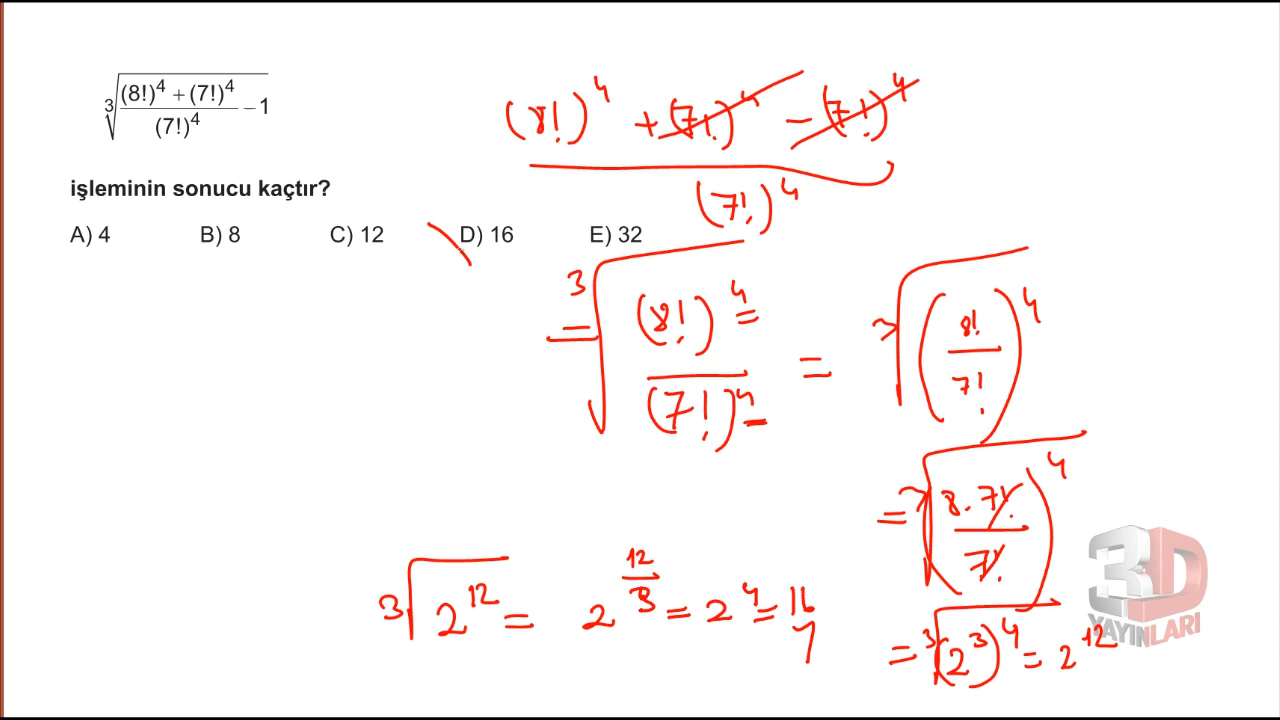 ∛(((8!)⁴ + (7!)⁴)/(7!)⁴ − 1)
işleminin sonucu kaçtır?
A) 4 B) 8 C) 12 D) 16 E) 32
((8!)⁴ + (7!)⁴ − (7!)⁴)/(7!)⁴
= ∛((8!)⁴/(7!)⁴) = ∛(8!/7!)⁴
= ∛(8·7!/7!)⁴
= ∛(2³)⁴ = 2¹²
∛2¹² = 2^(12/3) = 2⁴ = 16
3D
YAYINLARI